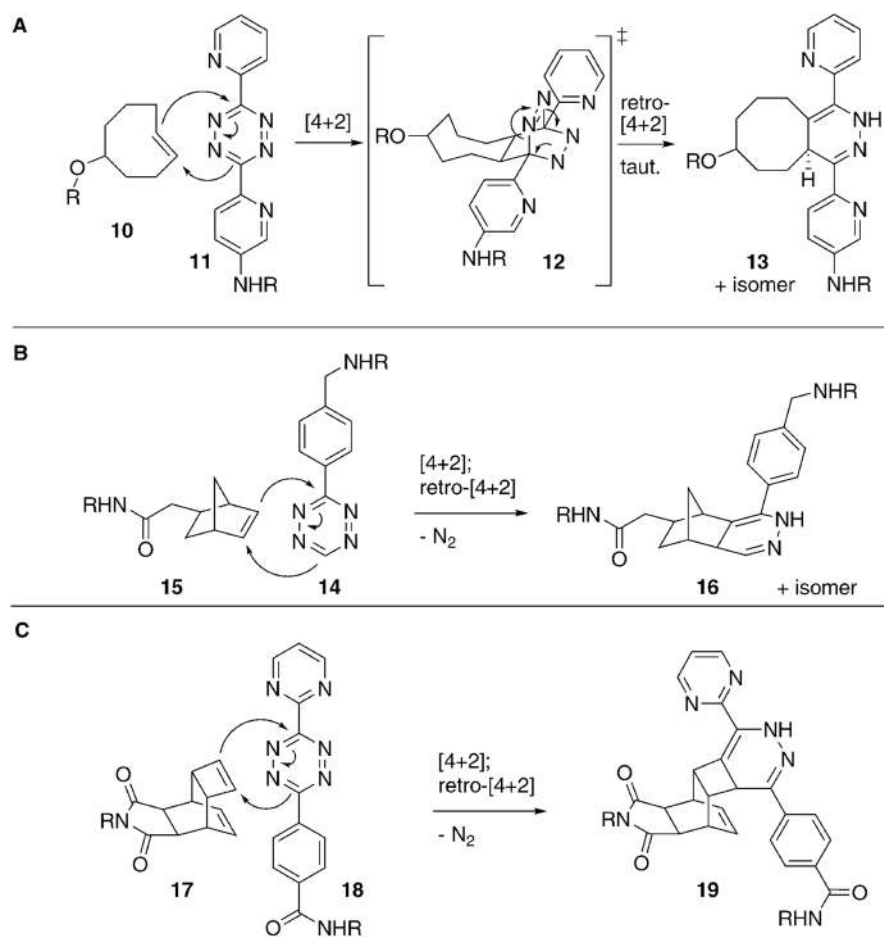 A
N
N
N
N
N
N
NHR
O
R
10
11
[4+2]
RO
N
N
N
N
N
N
NHR
12
‡
retro-
[4+2]
taut.
N
NH
N
RO
H
N
NHR
13
+ isomer
B
NHR
RHN
O
N
N
N
N
15
14
[4+2];
retro-[4+2]
- N2
NHR
RHN
O
NH
N
16
+ isomer
C
N
N
N
N
N
N
O
RN
O
17
18
O
NHR
[4+2];
retro-[4+2]
- N2
N
N
NH
N
O
RN
O
19
O
RHN